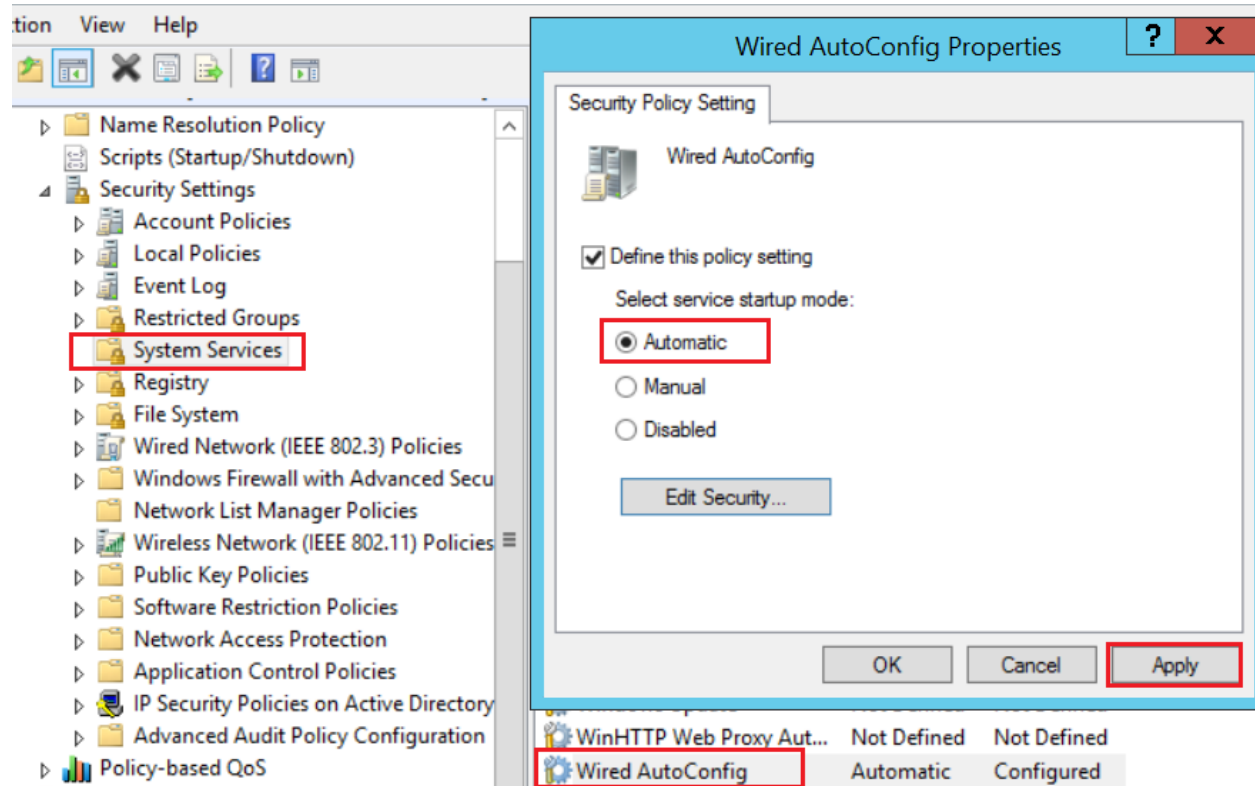 tion View Help
Name Resolution Policy
Scripts (Startup/Shutdown)
Security Settings
Account Policies
Local Policies
Event Log
Restricted Groups
System Services
Registry
File System
Wired Network (IEEE 802.3) Policies
Windows Firewall with Advanced Secu
Network List Manager Policies
Wireless Network (IEEE 802.11) Policies
Public Key Policies
Software Restriction Policies
Network Access Protection
Application Control Policies
IP Security Policies on Active Directory
Advanced Audit Policy Configuration
Policy-based QoS
Wired AutoConfig Properties
? X
Security Policy Setting
Wired AutoConfig
Define this policy setting
Select service startup mode:
Automatic
Manual
Disabled
Edit Security...
OK Cancel Apply
WinHTTP Web Proxy Aut... Not Defined Not Defined
Wired AutoConfig Automatic Configured